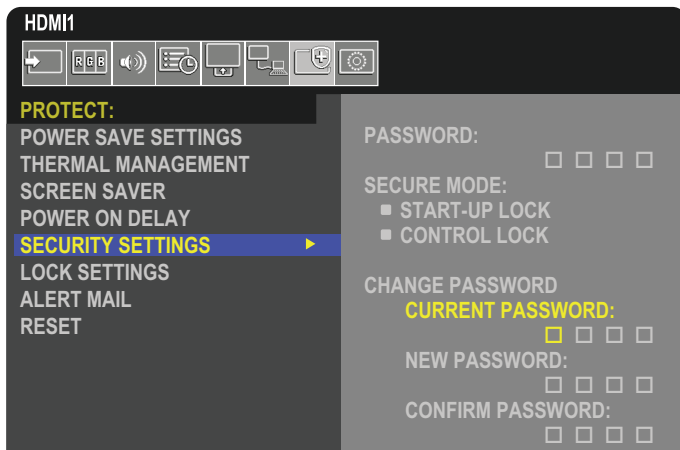 HDMI1
RGB
PROTECT:
POWER SAVE SETTINGS
THERMAL MANAGEMENT
SCREEN SAVER
POWER ON DELAY
SECURITY SETTINGS
LOCK SETTINGS
ALERT MAIL
RESET
PASSWORD:
SECURE MODE:
START-UP LOCK
CONTROL LOCK
CHANGE PASSWORD
CURRENT PASSWORD:
NEW PASSWORD:
CONFIRM PASSWORD: